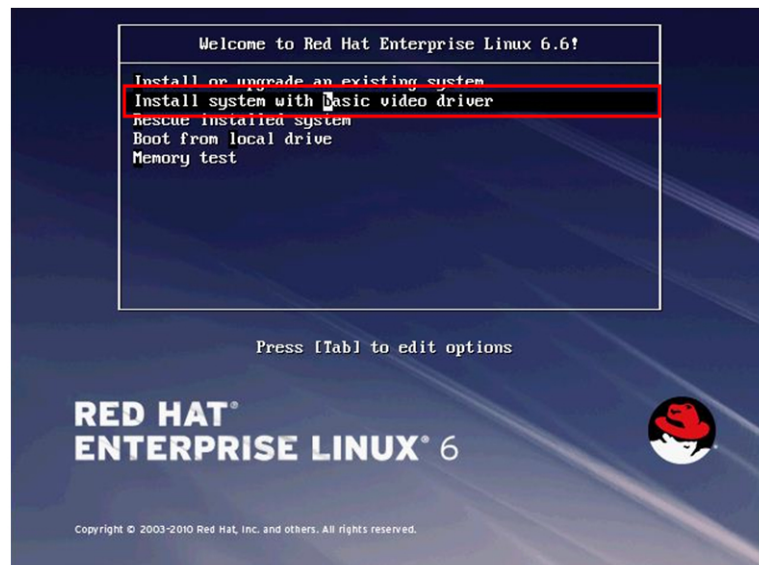 Welcome to Red Hat Enterprise Linux 6.6!
Install or upgrade an existing system
Install system with basic video driver
Rescue installed system
Boot from local drive
Memory test
Press [Tab] to edit options
RED HAT®
ENTERPRISE LINUX® 6
Copyright © 2003-2010 Red Hat, Inc. and others. All rights reserved.